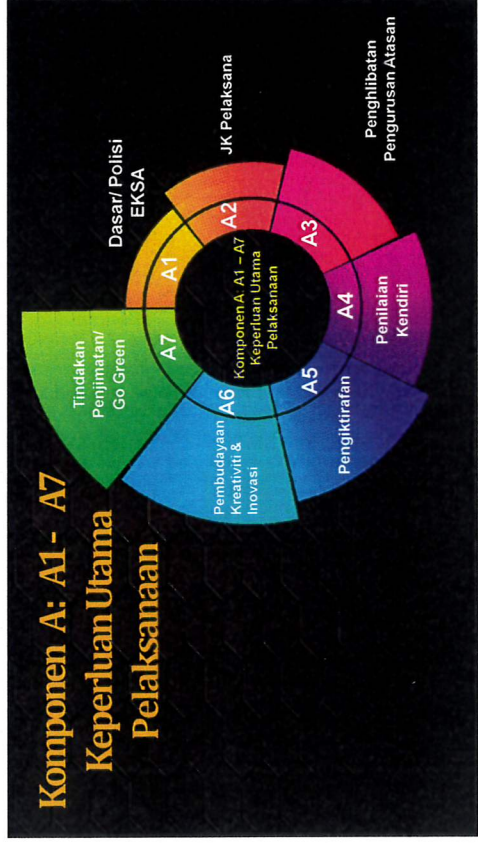 Komponen A: A1 - A7
Keperluan Utama
Pelaksanaan
Dasar/ Polisi
EKSA
JK Pelaksana
Penghlibatan
Pengurusan Atasan
Penilaian
Kendiri
Pengiktirafan
Pembudayaan
Kreativiti &
Inovasi
Tindakan
Penjimatan/
Go Green
A1
A2
A3
A4
A5
A6
A7
Komponen A: A1 – A7
Keperluan Utama
Pelaksanaan